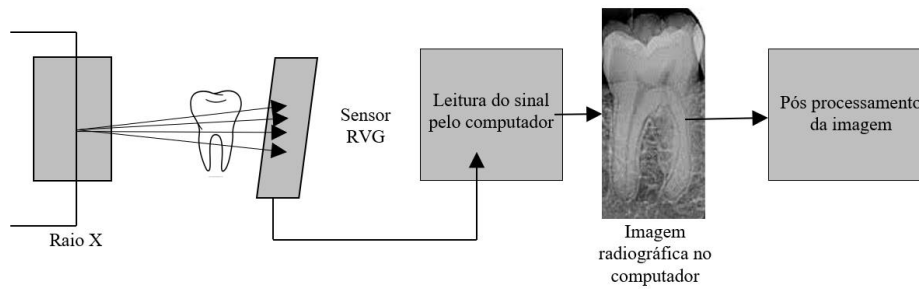 Raio X
Sensor
RVG
Leitura do sinal
pelo computador
Imagem
radiográfica no
computador
Pós processamento
da imagem